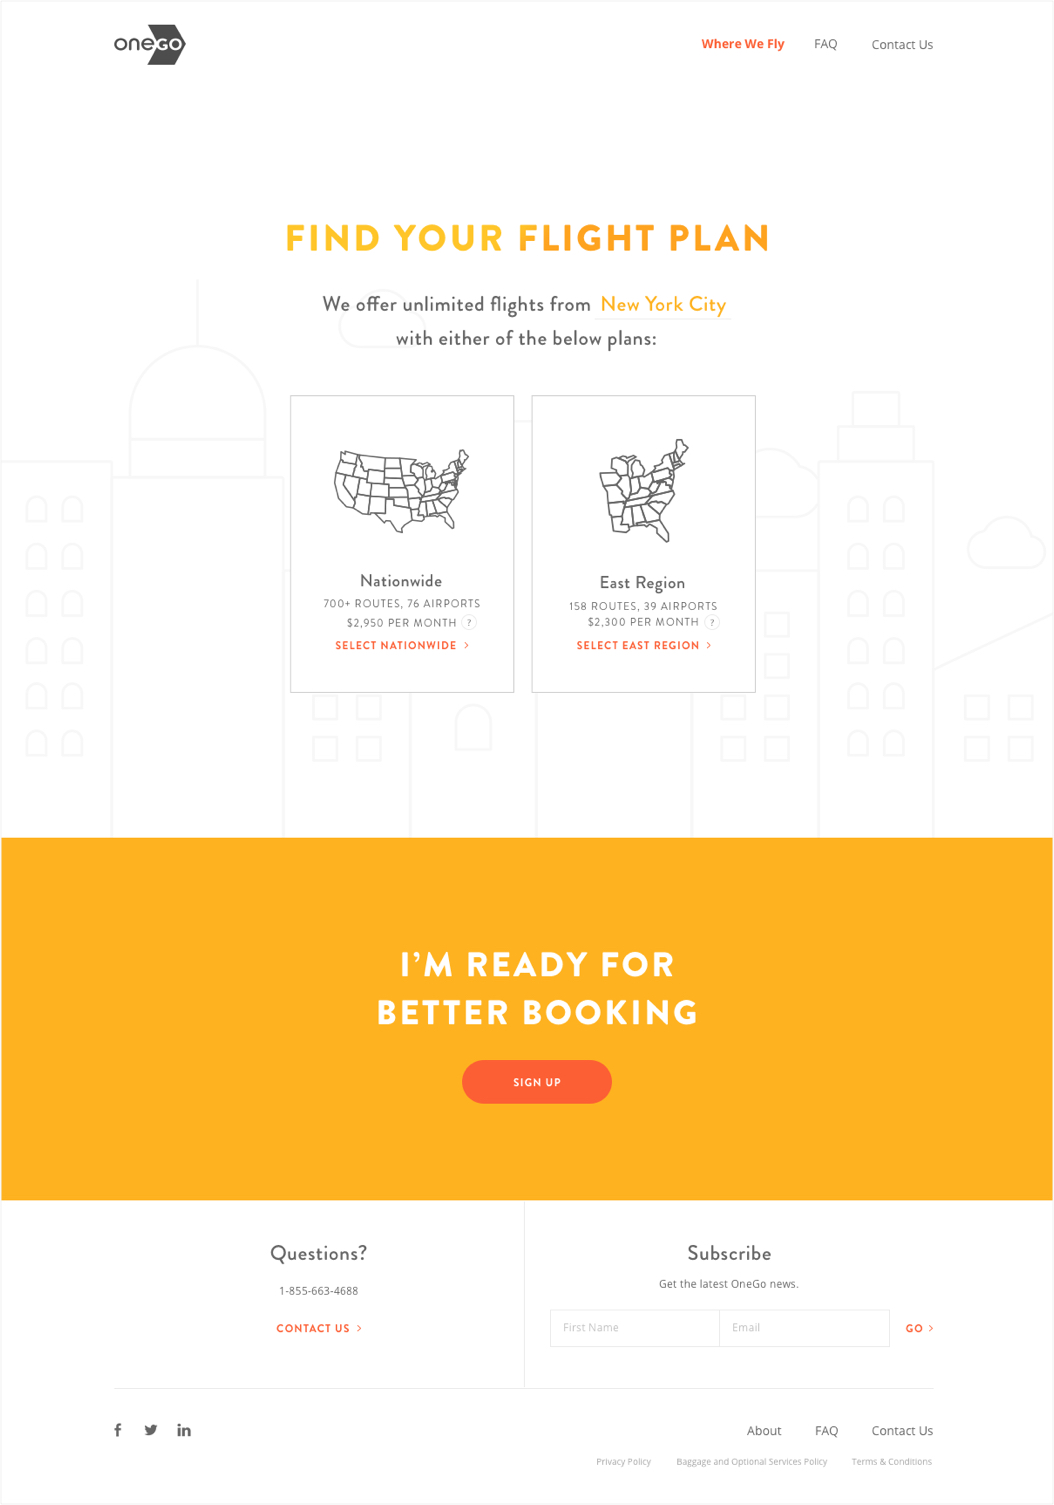 oneGO
Where We Fly
FAQ
Contact Us
FIND YOUR FLIGHT PLAN
We offer unlimited flights from New York City
with either of the below plans:
Nationwide
700+ ROUTES, 76 AIRPORTS
$2,950 PER MONTH ?
SELECT NATIONWIDE >
East Region
158 ROUTES, 39 AIRPORTS
$2,300 PER MONTH ?
SELECT EAST REGION >
I’M READY FOR
BETTER BOOKING
SIGN UP
Questions?
1-855-663-4688
CONTACT US >
Subscribe
Get the latest OneGo news.
First Name
Email
GO >
About
FAQ
Contact Us
Privacy Policy
Baggage and Optional Services Policy
Terms & Conditions